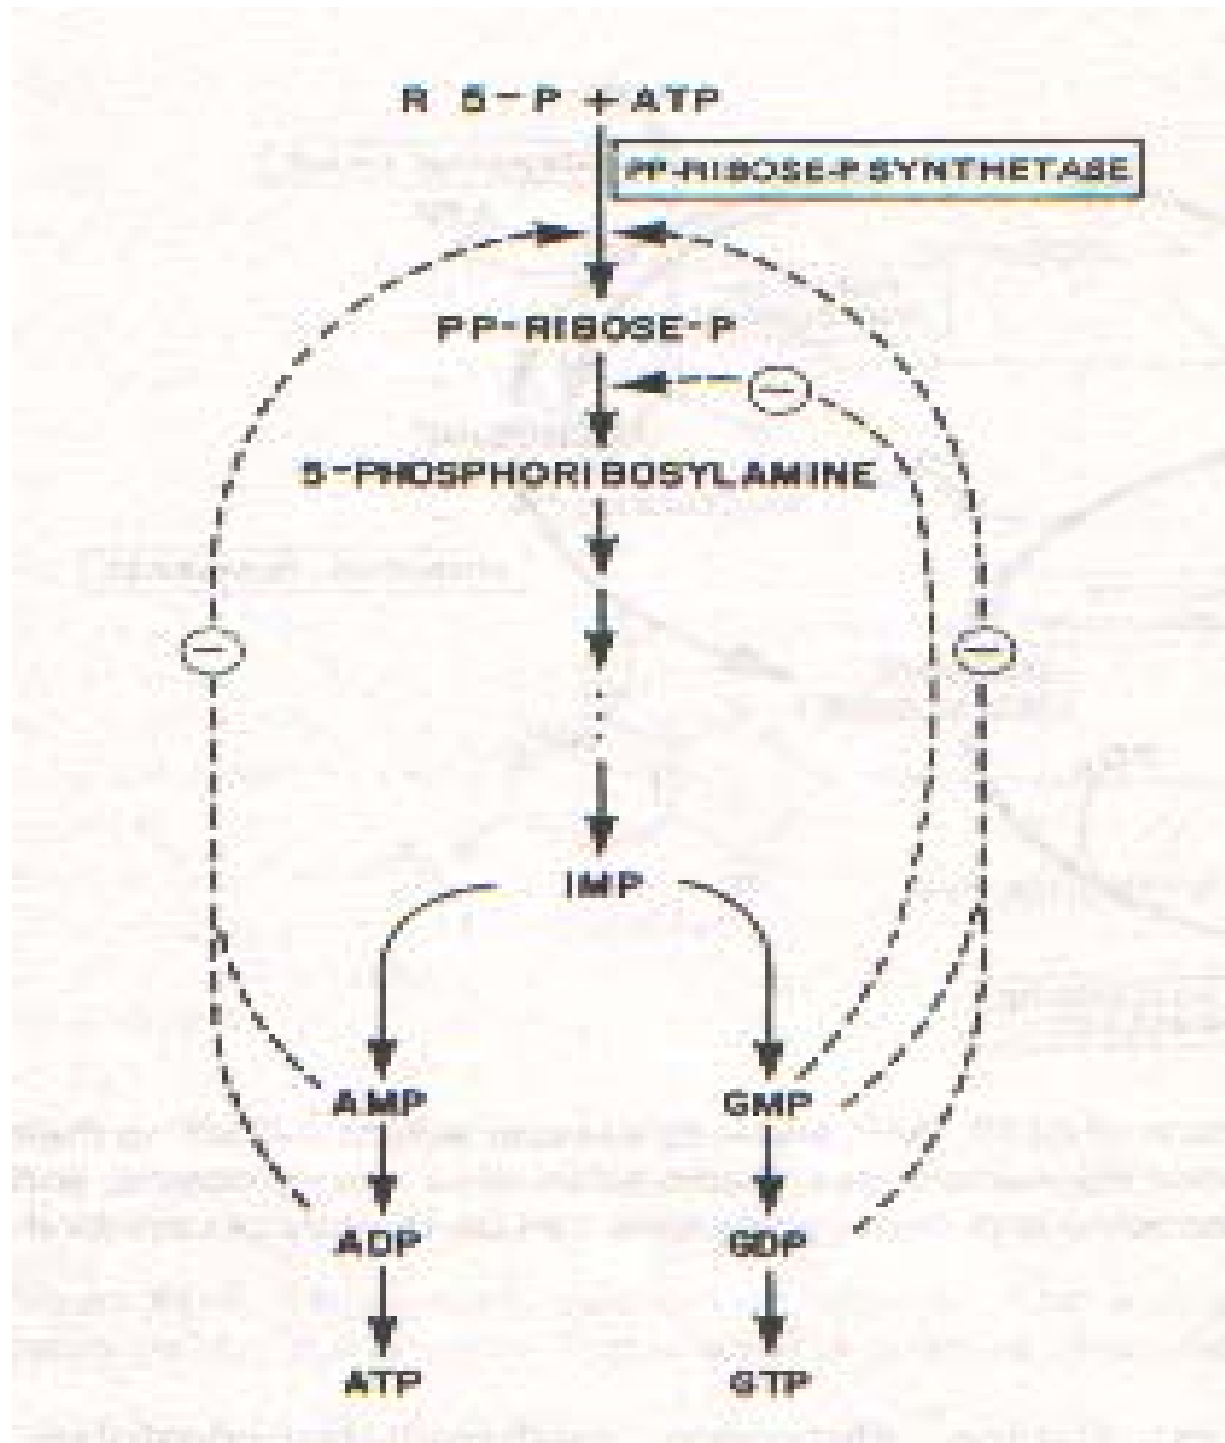 R 5-P + ATP
PP-RIBOSE-P SYNTHETASE
PP-RIBOSE-P
5-PHOSPHORIBOSYLAMINE
IMP
AMP GMP
ADP GDP
ATP GTP